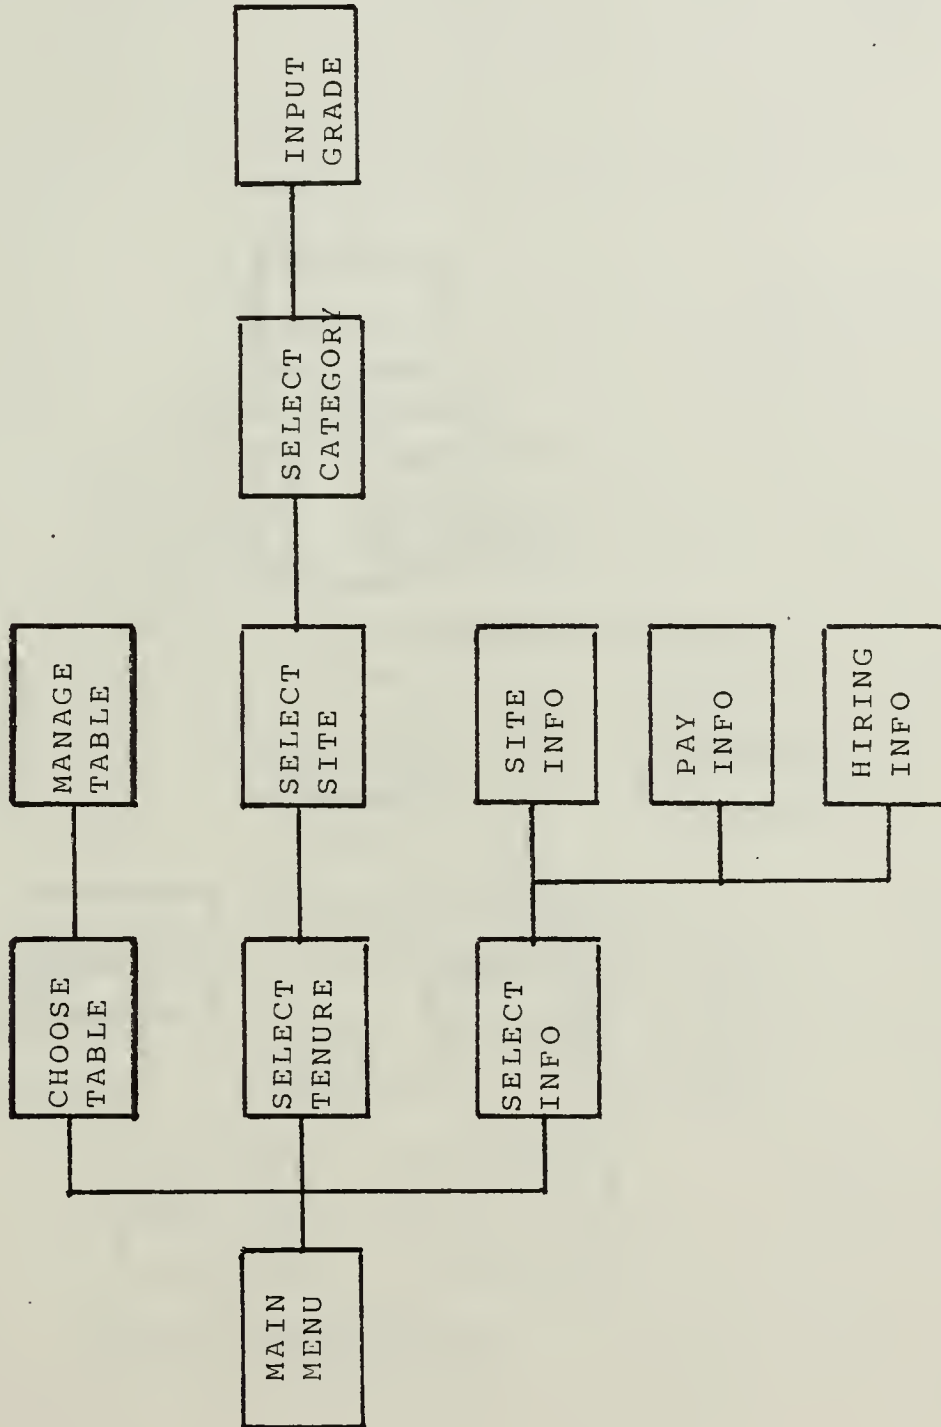 MAIN
MENU
CHOOSE
TABLE
MANAGE
TABLE
SELECT
TENURE
SELECT
SITE
SELECT
CATEGORY
INPUT
GRADE
SELECT
INFO
SITE
INFO
PAY
INFO
HIRING
INFO